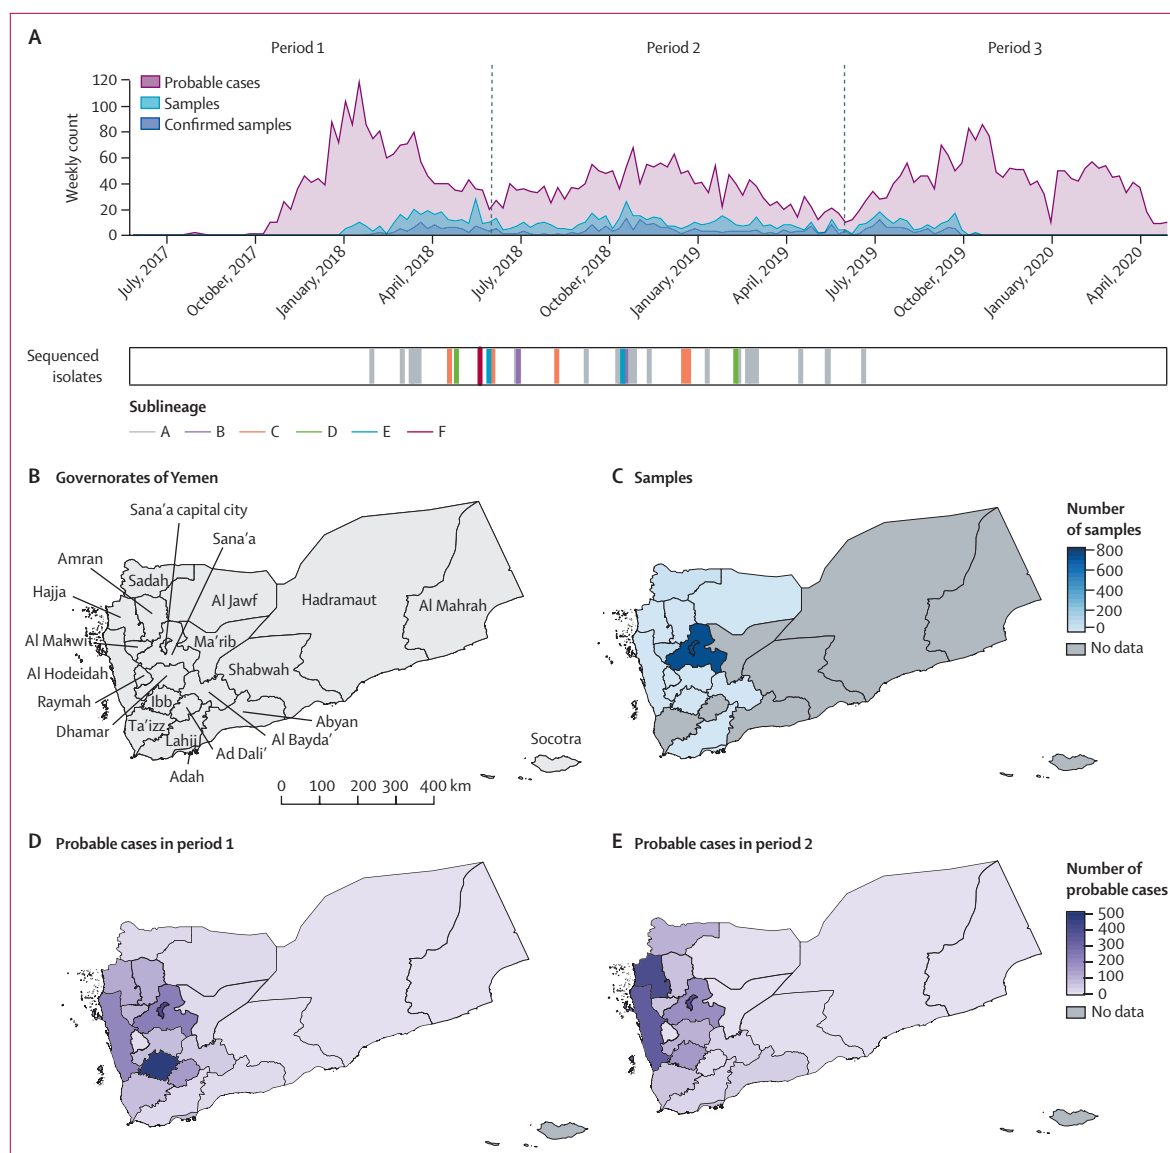 A
Period 1
Period 2
Period 3
Probable cases
Samples
Confirmed samples
Weekly count
120
100
80
60
40
20
0
July, 2017
October, 2017
January, 2018
April, 2018
July, 2018
October, 2018
January, 2019
April, 2019
July, 2019
October, 2019
January, 2020
April, 2020
Sequenced
isolates
Sublineage
A
B
C
D
E
F
B Governorates of Yemen
Sana'a capital city
Sana'a
Amran
Sadah
Hajja
Al Jawf
Hadramaut
Al Mahrah
Al Mahwit
Ma'rib
Al Hodeidah
Shabwah
Raymah
Ibb
Dhamar
Ta'izz
Abyan
Lahij
Al Bayda'
Ad Dali'
Adah
Socotra
0 100 200 300 400 km
C Samples
Number
of samples
800
600
400
200
0
No data
D Probable cases in period 1
E Probable cases in period 2
Number of
probable cases
500
400
300
200
100
0
No data